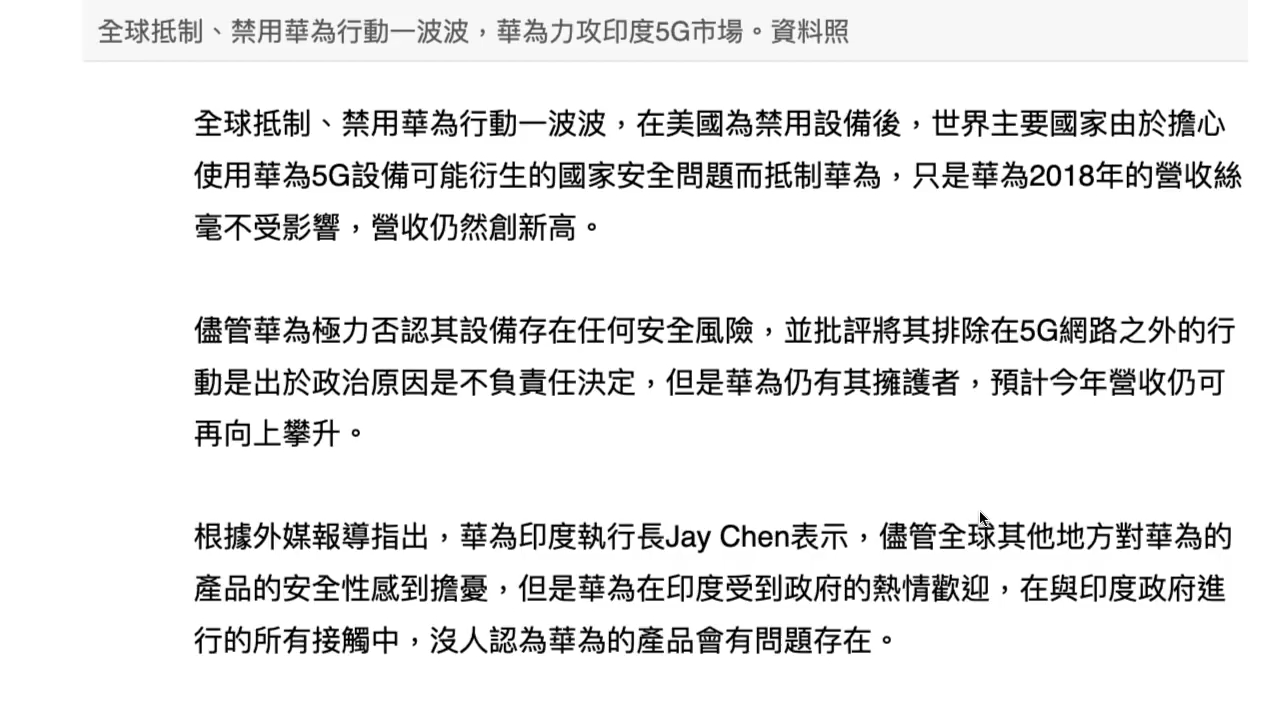 全球抵制、禁用華為行動一波波，華為力攻印度5G市場。資料照
全球抵制、禁用華為行動一波波，在美國為禁用設備後，世界主要國家由於擔心
使用華為5G設備可能衍生的國家安全問題而抵制華為，只是華為2018年的營收絲
毫不受影響，營收仍然創新高。
儘管華為極力否認其設備存在任何安全風險，並批評將其排除在5G網路之外的行
動是出於政治原因是不負責任決定，但是華為仍有其擁護者，預計今年營收仍可
再向上攀升。
根據外媒報導指出，華為印度執行長Jay Chen表示，儘管全球其他地方對華為的
產品的安全性感到擔憂，但是華為在印度受到政府的熱情歡迎，在與印度政府進
行的所有接觸中，沒人認為華為的產品會有問題存在。